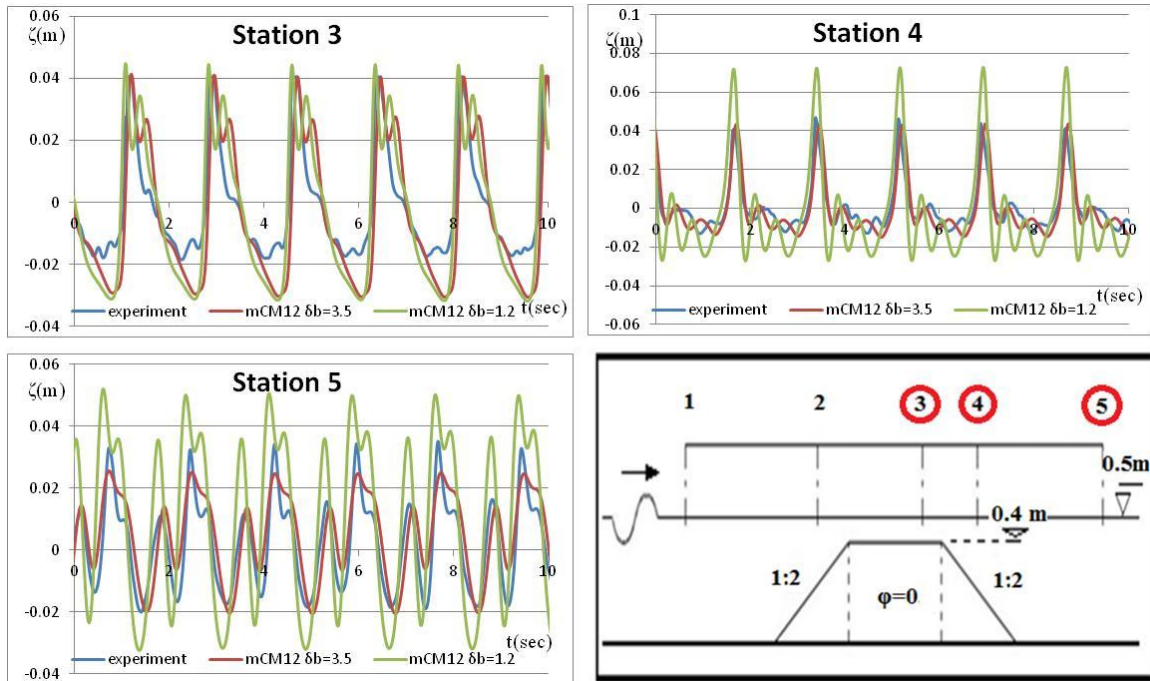 Station 3
ζ(m)
0.06
0.04
0.02
0
-0.02
-0.04
2
4
6
8
10
t(sec)
experiment
mCM12 δb=3.5
mCM12 δb=1.2
Station 4
ζ(m)
0.1
0.08
0.06
0.04
0.02
0
-0.02
-0.04
-0.06
0
2
4
6
8
10
t(sec)
experiment
mCM12 δb=3.5
mCM12 δb=1.2
Station 5
ζ(m)
0.06
0.04
0.02
0
-0.02
-0.04
0
2
4
6
8
10
t(sec)
experiment
mCM12 δb=3.5
mCM12 δb=1.2
1
2
3
4
5
0.5m
0.4 m
1:2
φ=0
1:2